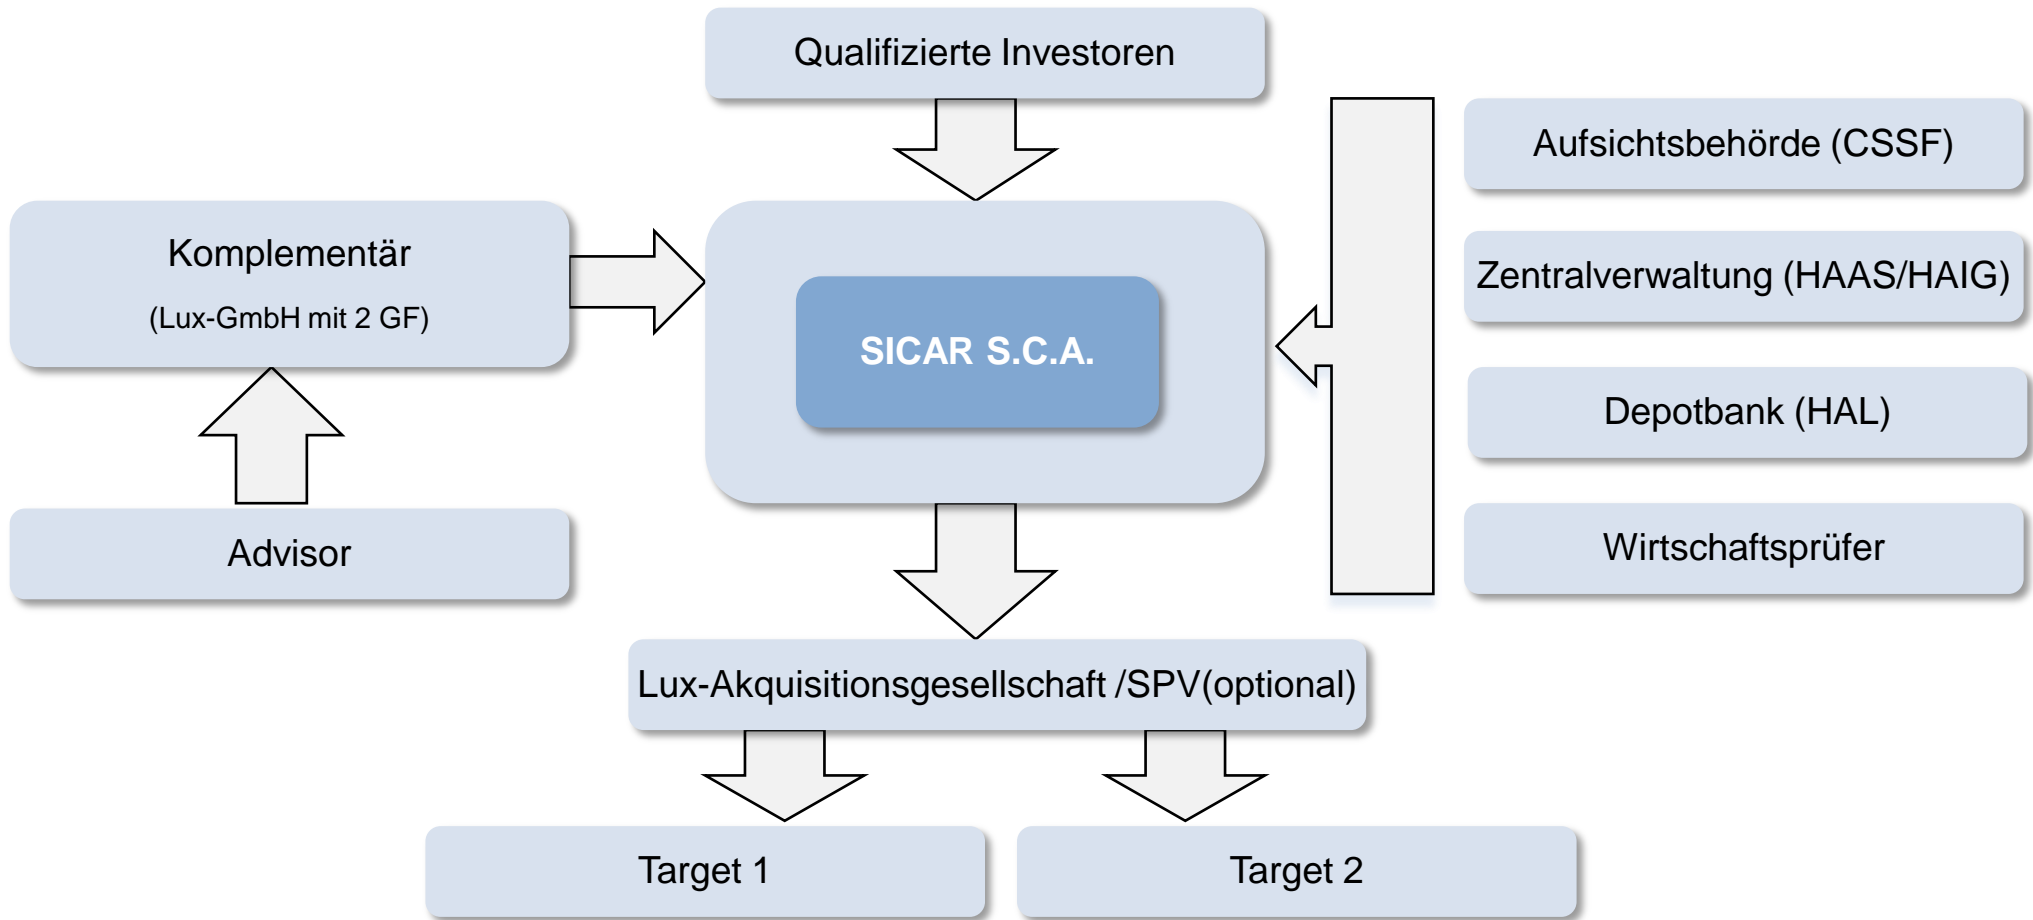 Qualifizierte Investoren
Aufsichtsbehörde (CSSF)
Komplementär
(Lux-GmbH mit 2 GF)
Zentralverwaltung (HAAS/HAIG)
SICAR S.C.A.
Depotbank (HAL)
Advisor
Wirtschaftsprüfer
Lux-Akquisitionsgesellschaft /SPV(optional)
Target 1
Target 2